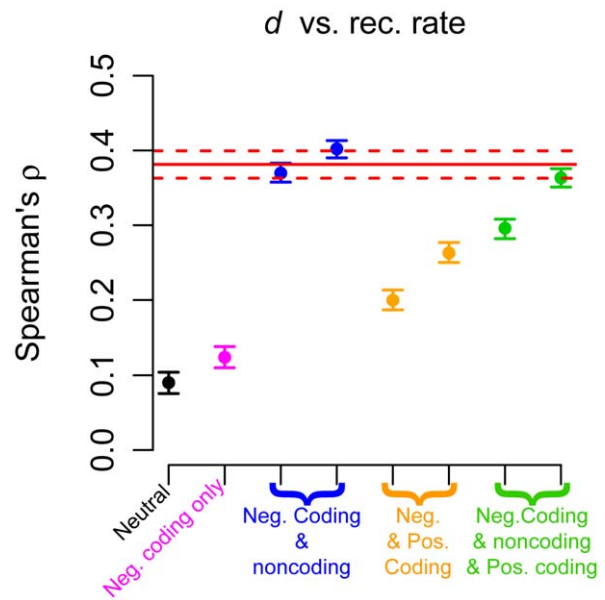 d vs. rec. rate
Spearman's ρ
0.5
0.4
0.3
0.2
0.1
0.0
Neutral
Neg. coding only
Neg. Coding
&
noncoding
Neg.
& Pos.
Coding
Neg.Coding
& noncoding
& Pos. coding